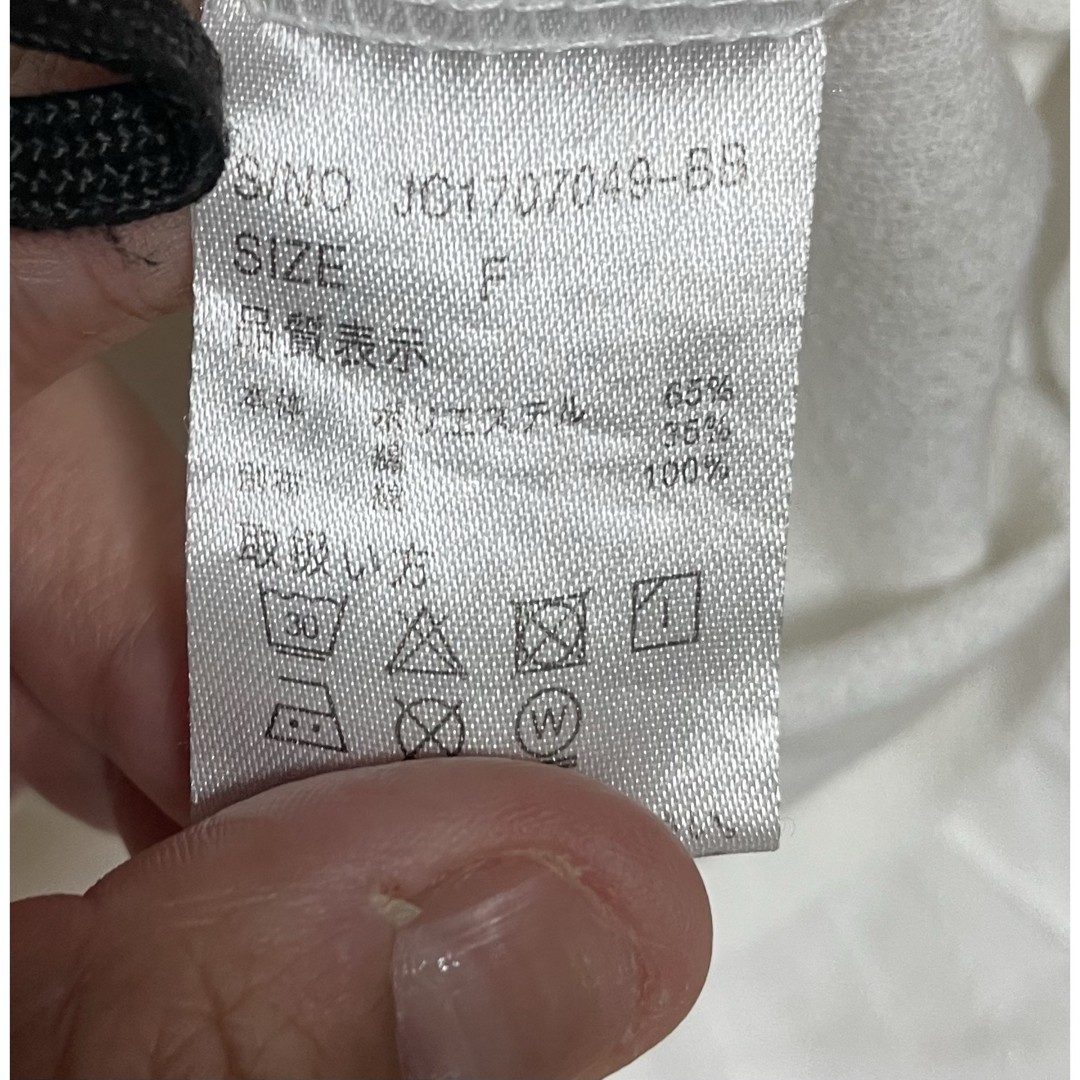 S/NO JC1707049-BB
SIZE F
品質表示
本体 ポリエステル 65%
綿 35%
別布 綿 100%
取扱い方
30
W